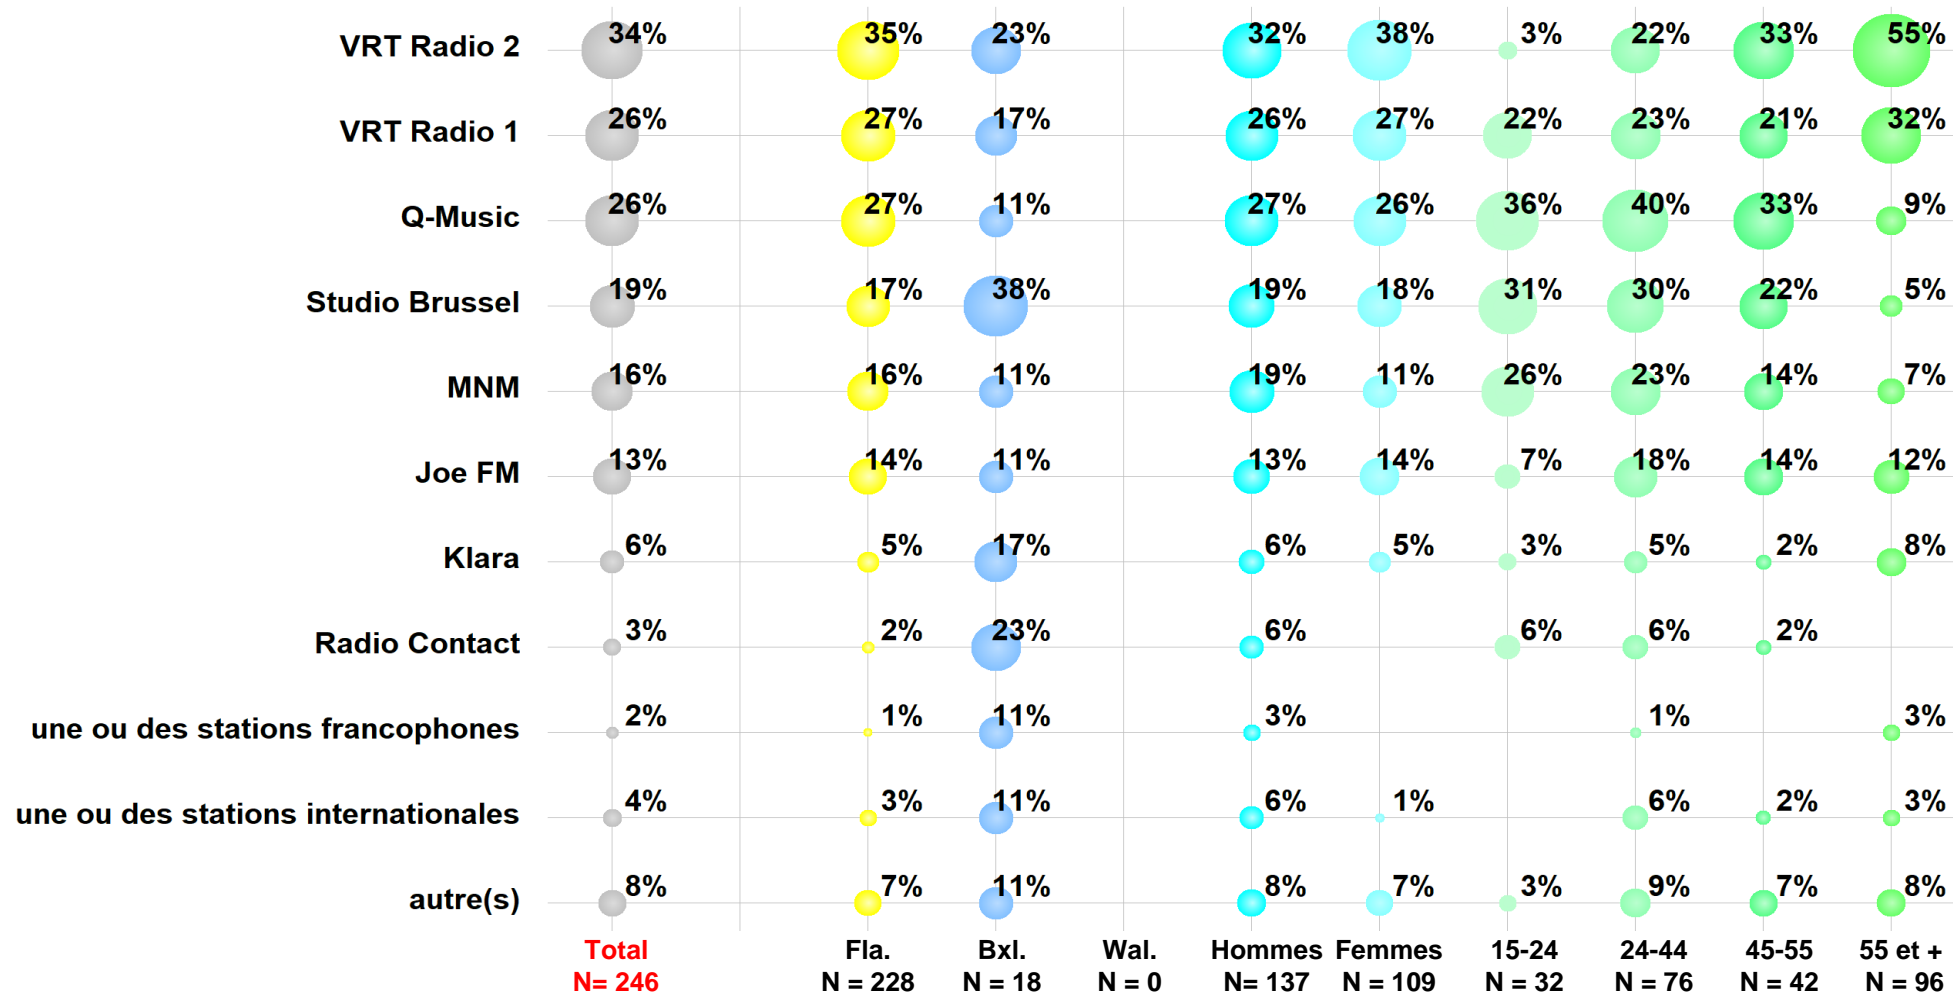 VRT Radio 2 34% 35% 23% 32% 38% 3% 22% 33% 55%
VRT Radio 1 26% 27% 17% 26% 27% 22% 23% 21% 32%
Q-Music 26% 27% 11% 27% 26% 36% 40% 33% 9%
Studio Brussel 19% 17% 38% 19% 18% 31% 30% 22% 5%
MNM 16% 16% 11% 19% 11% 26% 23% 14% 7%
Joe FM 13% 14% 11% 13% 14% 7% 18% 14% 12%
Klara 6% 5% 17% 6% 5% 3% 5% 2% 8%
Radio Contact 3% 2% 23% 6% 6% 6% 2%
une ou des stations francophones 2% 1% 11% 3% 1% 3%
une ou des stations internationales 4% 3% 11% 6% 1% 6% 2% 3%
autre(s) 8% 7% 11% 8% 7% 3% 9% 7% 8%
Total Fla. Bxl. Wal. Hommes Femmes 15-24 24-44 45-55 55 et +
N= 246 N = 228 N = 18 N = 0 N= 137 N = 109 N = 32 N = 76 N = 42 N = 96